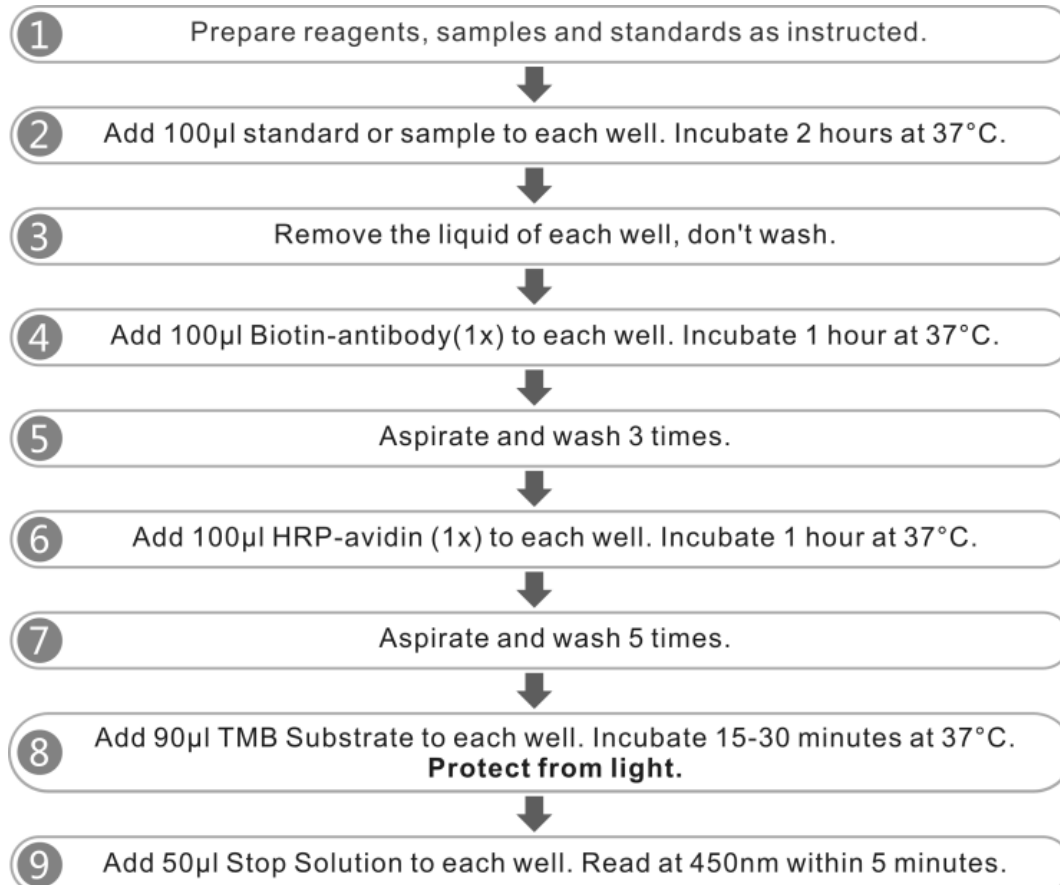 1 Prepare reagents, samples and standards as instructed.
2 Add 100µl standard or sample to each well. Incubate 2 hours at 37°C.
3 Remove the liquid of each well, don't wash.
4 Add 100µl Biotin-antibody(1x) to each well. Incubate 1 hour at 37°C.
5 Aspirate and wash 3 times.
6 Add 100µl HRP-avidin (1x) to each well. Incubate 1 hour at 37°C.
7 Aspirate and wash 5 times.
8 Add 90µl TMB Substrate to each well. Incubate 15-30 minutes at 37°C.
Protect from light.
9 Add 50µl Stop Solution to each well. Read at 450nm within 5 minutes.